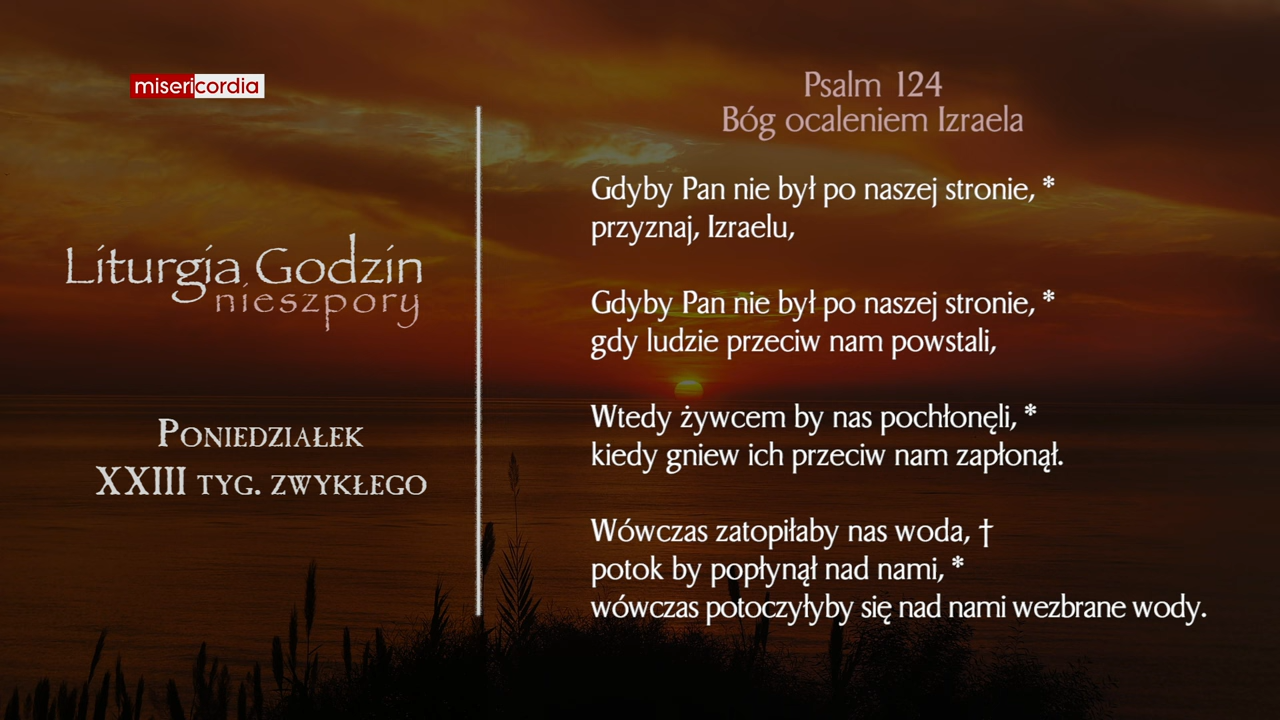 misericordia
Liturgia Godzin
nieszpory
Poniedziałek
XXIII tyg. zwykłego
Psalm 124
Bóg ocaleniem Izraela
Gdyby Pan nie był po naszej stronie, *
przyznaj, Izraelu,
Gdyby Pan nie był po naszej stronie, *
gdy ludzie przeciw nam powstali,
Wtedy żywcem by nas pochłonęli, *
kiedy gniew ich przeciw nam zapłonął.
Wówczas zatopiłaby nas woda, †
potok by popłynął nad nami, *
wówczas potoczyłyby się nad nami wezbrane wody.